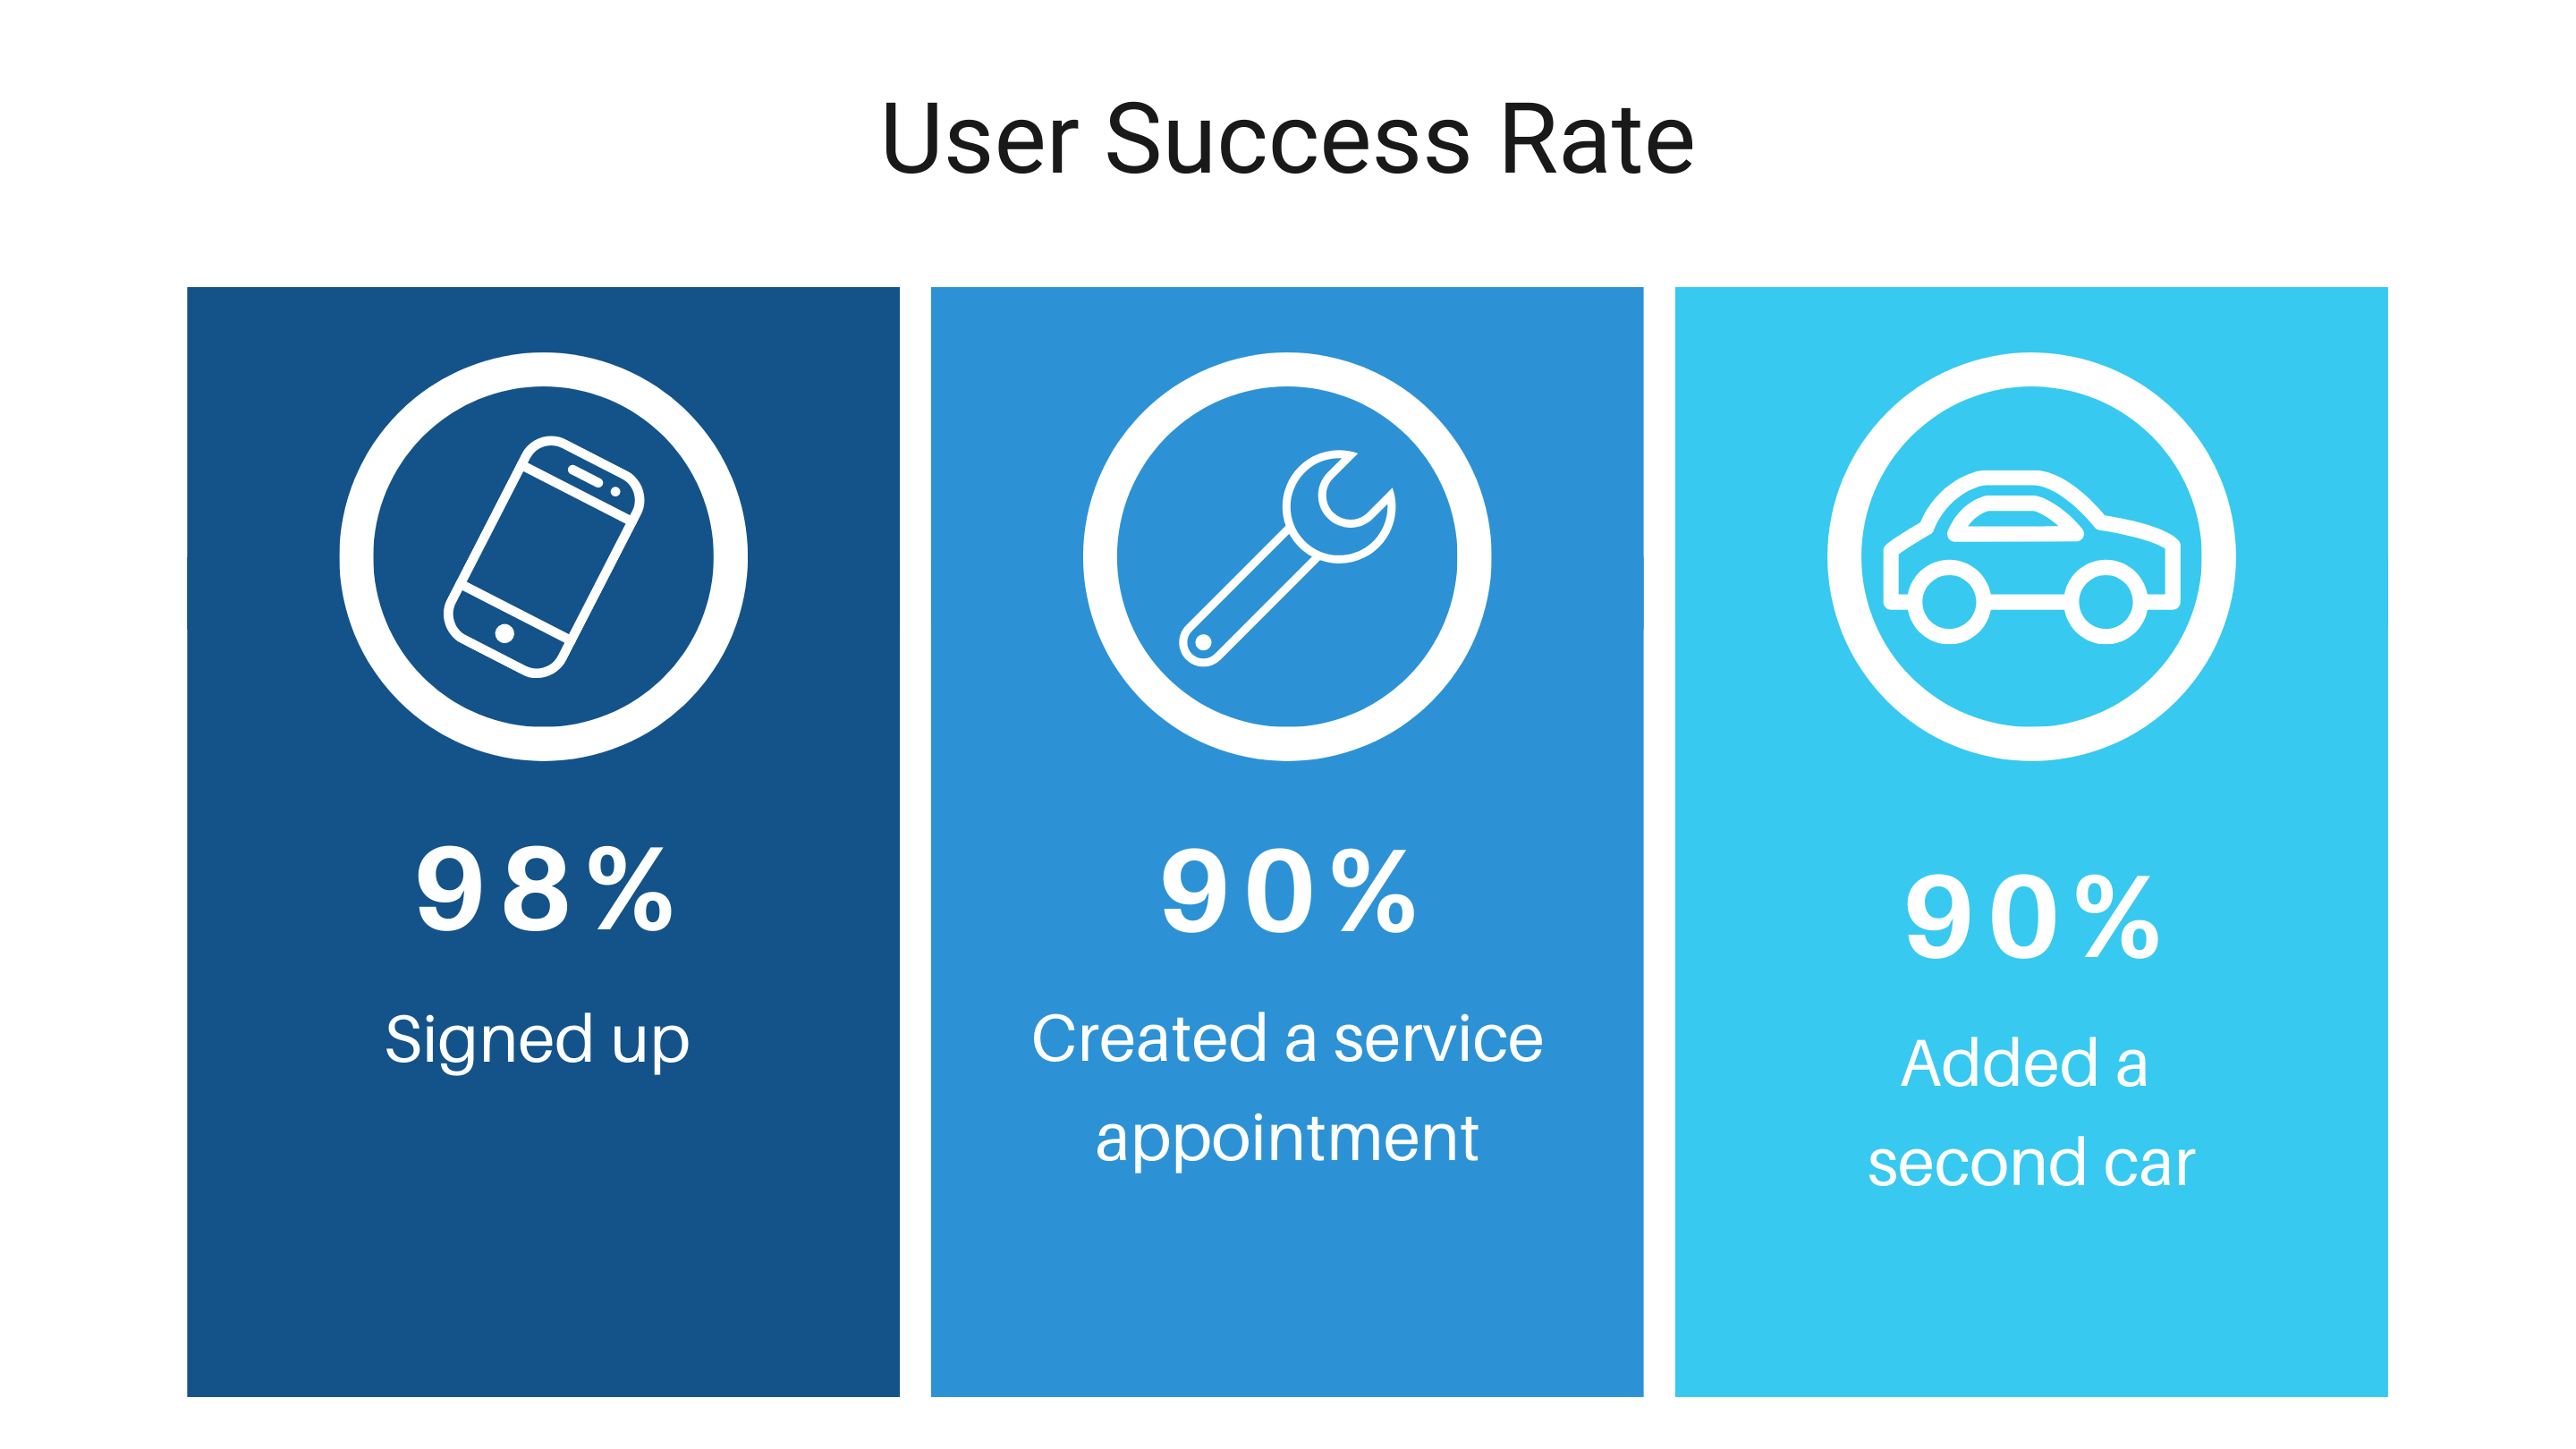 User Success Rate
98%
Signed up
90%
Created a service
appointment
90%
Added a
second car